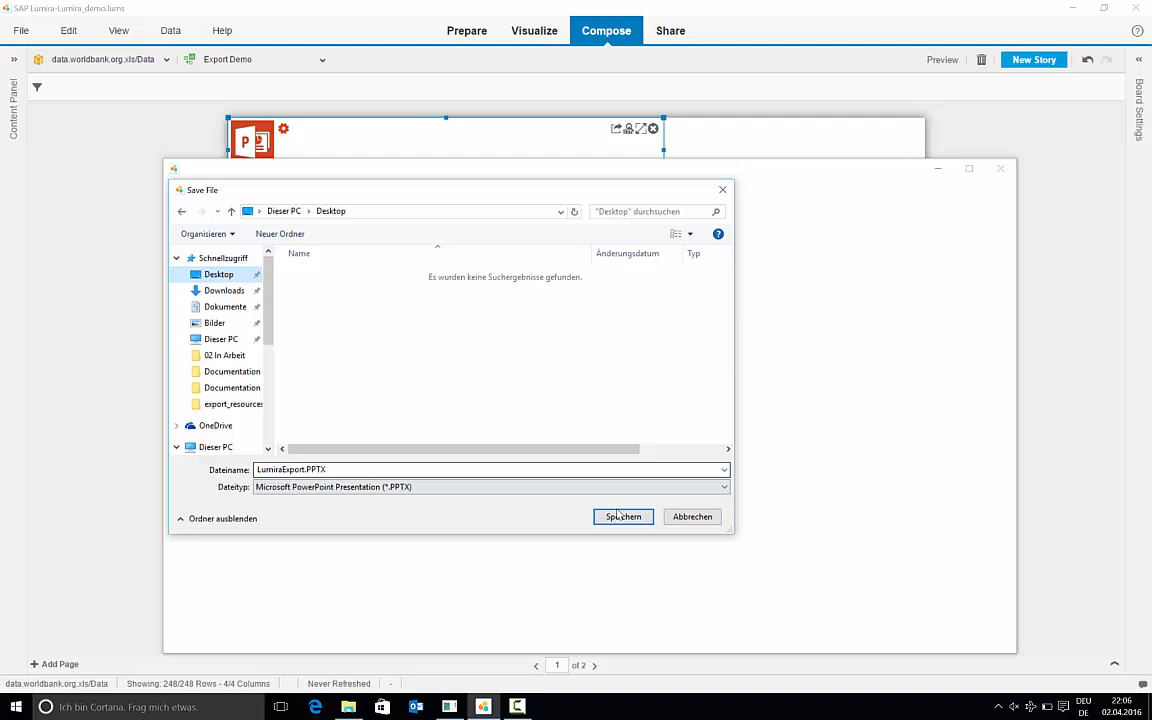 SAP Lumira-Lumira_demo.lums
File Edit View Data Help
Prepare Visualize Compose Share
data.worldbank.org.xls/Data Export Demo
Preview New Story
Content Panel
Board Settings
P
Save File
Dieser PC Desktop
"Desktop" durchsuchen
Organisieren Neuer Ordner
Name Änderungsdatum Typ
Es wurden keine Suchergebnisse gefunden.
Schnellzugriff
Desktop
Downloads
Dokumente
Bilder
Dieser PC
02 In Arbeit
Documentation
Documentation
export_resources
OneDrive
Dieser PC
Dateiname: LumiraExport.PPTX
Dateityp: Microsoft PowerPoint Presentation (*.PPTX)
Ordner ausblenden
Speichern Abbrechen
Add Page
1 of 2
data.worldbank.org.xls/Data Showing: 248/248 Rows - 4/4 Columns Never Refreshed -
Ich bin Cortana. Frag mich etwas.
DEU 22:06
DE 02.04.2016